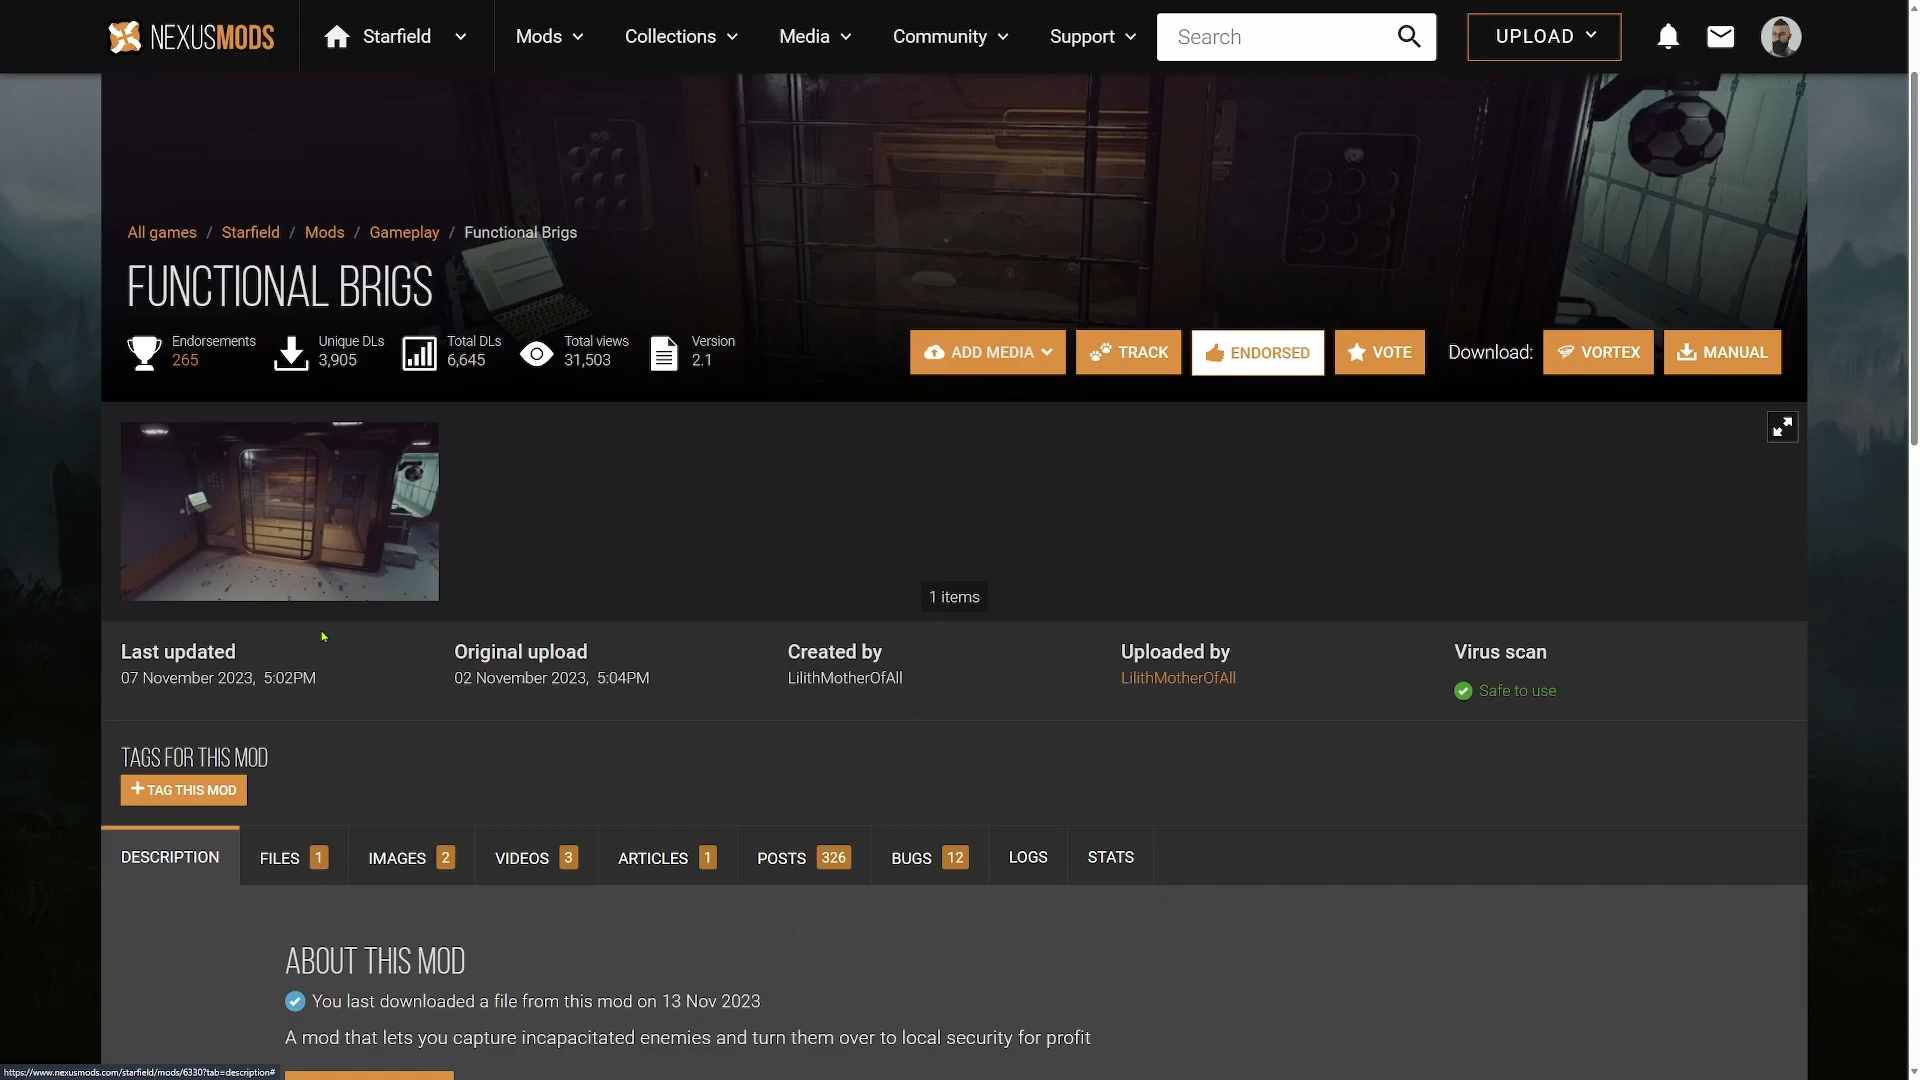 NEXUSMODS
Starfield
Mods
Collections
Media
Community
Support
Search
UPLOAD
All games / Starfield / Mods / Gameplay / Functional Brigs
FUNCTIONAL BRIGS
Endorsements
265
Unique DLs
3,905
Total DLs
6,645
Total views
31,503
Version
2.1
ADD MEDIA
TRACK
ENDORSED
VOTE
Download:
VORTEX
MANUAL
1 items
Last updated
07 November 2023, 5:02PM
Original upload
02 November 2023, 5:04PM
Created by
LilithMotherOfAll
Uploaded by
LilithMotherOfAll
Virus scan
Safe to use
TAGS FOR THIS MOD
+ TAG THIS MOD
DESCRIPTION
FILES 1
IMAGES 2
VIDEOS 3
ARTICLES 1
POSTS 326
BUGS 12
LOGS
STATS
ABOUT THIS MOD
You last downloaded a file from this mod on 13 Nov 2023
A mod that lets you capture incapacitated enemies and turn them over to local security for profit
https://www.nexusmods.com/starfield/mods/6330?tab=description#